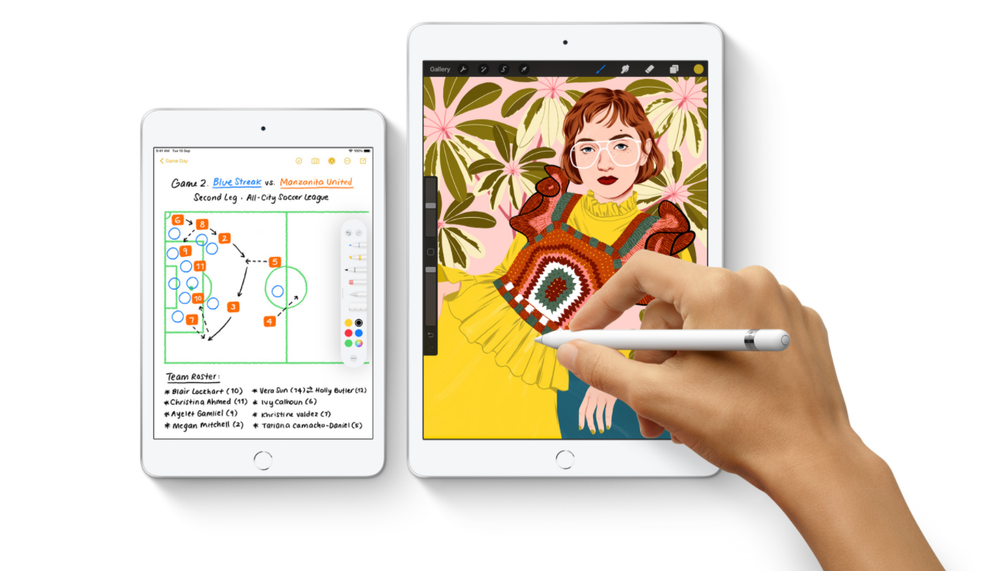 9:41 AM Tue 15 Sep
100%
Game Day
Game 2. Blue Streak vs. Manzanita United
Second Leg · All-City Soccer League
6
8
2
9
5
11
10
3
7
4
Team Roster:
* Blair Lockhart (10) * Vera Sun (14) ⇄ Holly Butler (12)
* Christina Ahmed (11) * Ivy Calhoun (6)
* Ayelet Gamliel (9) * Khristine Valdez (7)
* Megan Mitchell (2) * Tatiana Camacho-Daniel (5)
Gallery